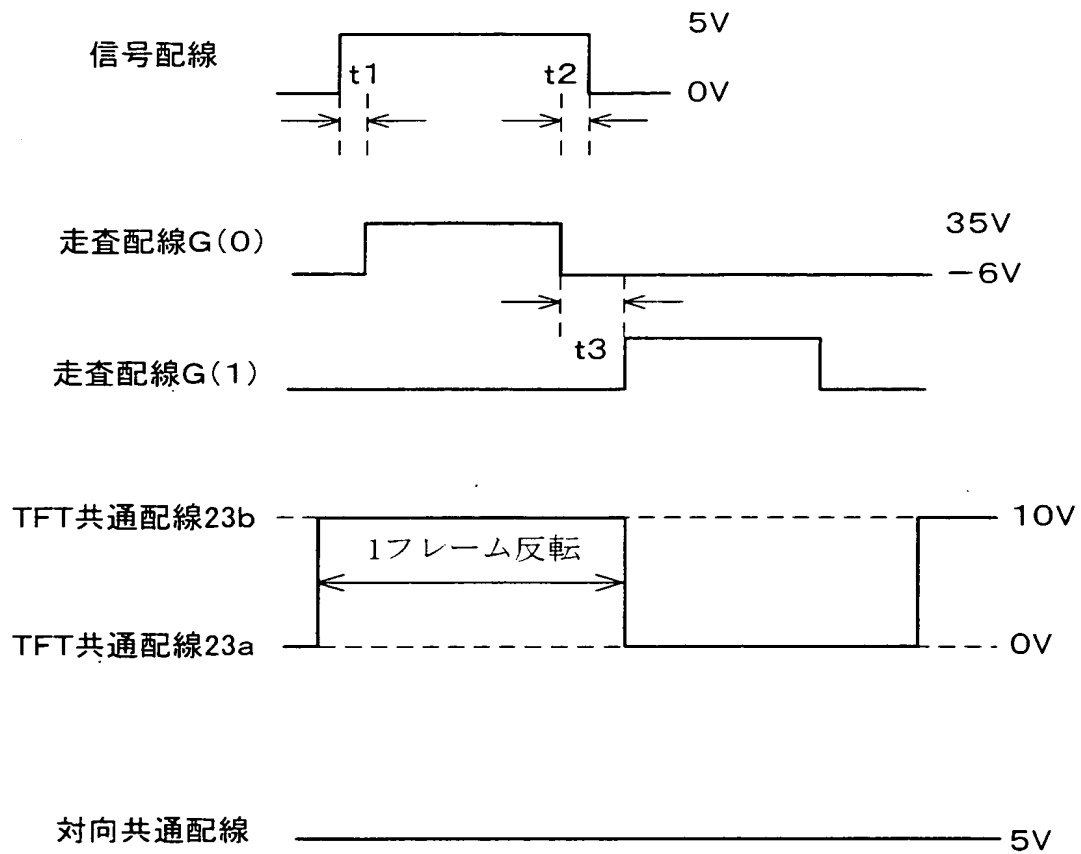 5V
信号配線
t1
t2
0V
走査配線G(0)
35V
−6V
t3
走査配線G(1)
TFT共通配線23b
10V
1フレーム反転
TFT共通配線23a
0V
対向共通配線
5V